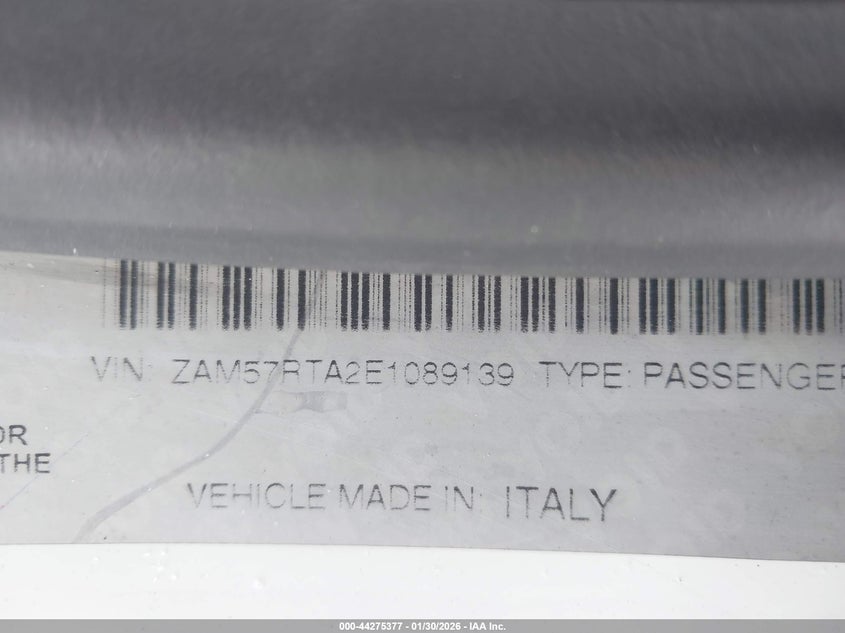 VIN: ZAM57RTA2E1089139 TYPE: PASSENGER
OR
THE
VEHICLE MADE IN: ITALY
000-44275377 - 01/30/2026 - IAA Inc.